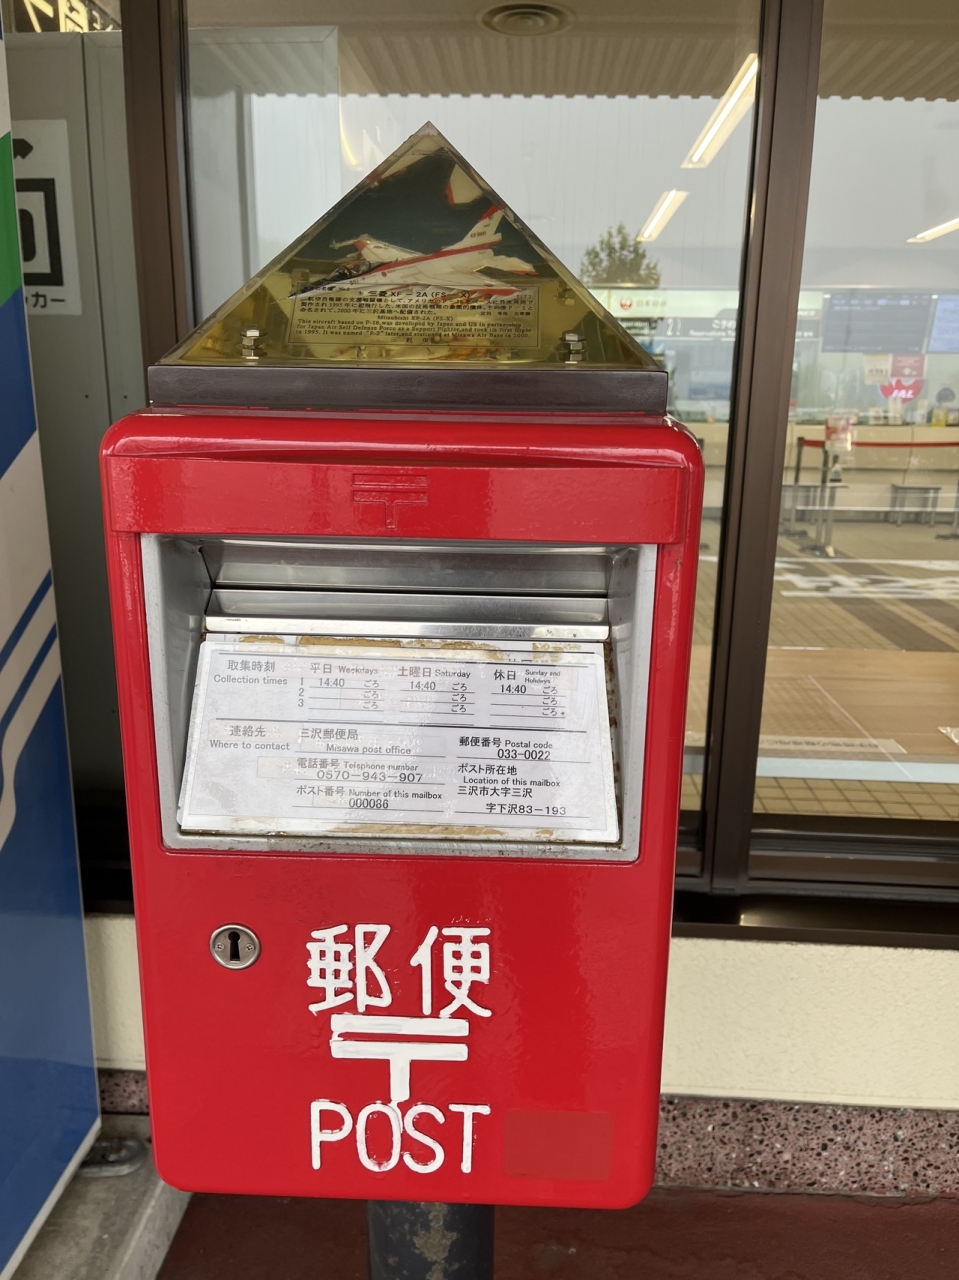 三菱 XF-2A (FS-X)
Mitsubishi XF-2A (FS-X)
This aircraft based on F-16 was developed by Japan and US in partnership
for Japan Air Self Defense Force as a Support Fighter, and took its first flight
in 1995. It was named "F-2" later, and stationed at Misawa Air Base in 2000.
〒
取集時刻 平日 Weekdays 土曜日 Saturday 休日 Sunday and Holidays
Collection times 1 14:40 ごろ 14:40 ごろ 14:40 ごろ
2 ごろ ごろ ごろ
3 ごろ ごろ ごろ
連絡先 三沢郵便局
Where to contact Misawa post office
郵便番号 Postal code
033-0022
電話番号 Telephone number
0570-943-907
ポスト所在地
Location of this mailbox
三沢市大字三沢
字下沢83-193
ポスト番号 Number of this mailbox
000086
郵便
〒
POST
JAL
カー